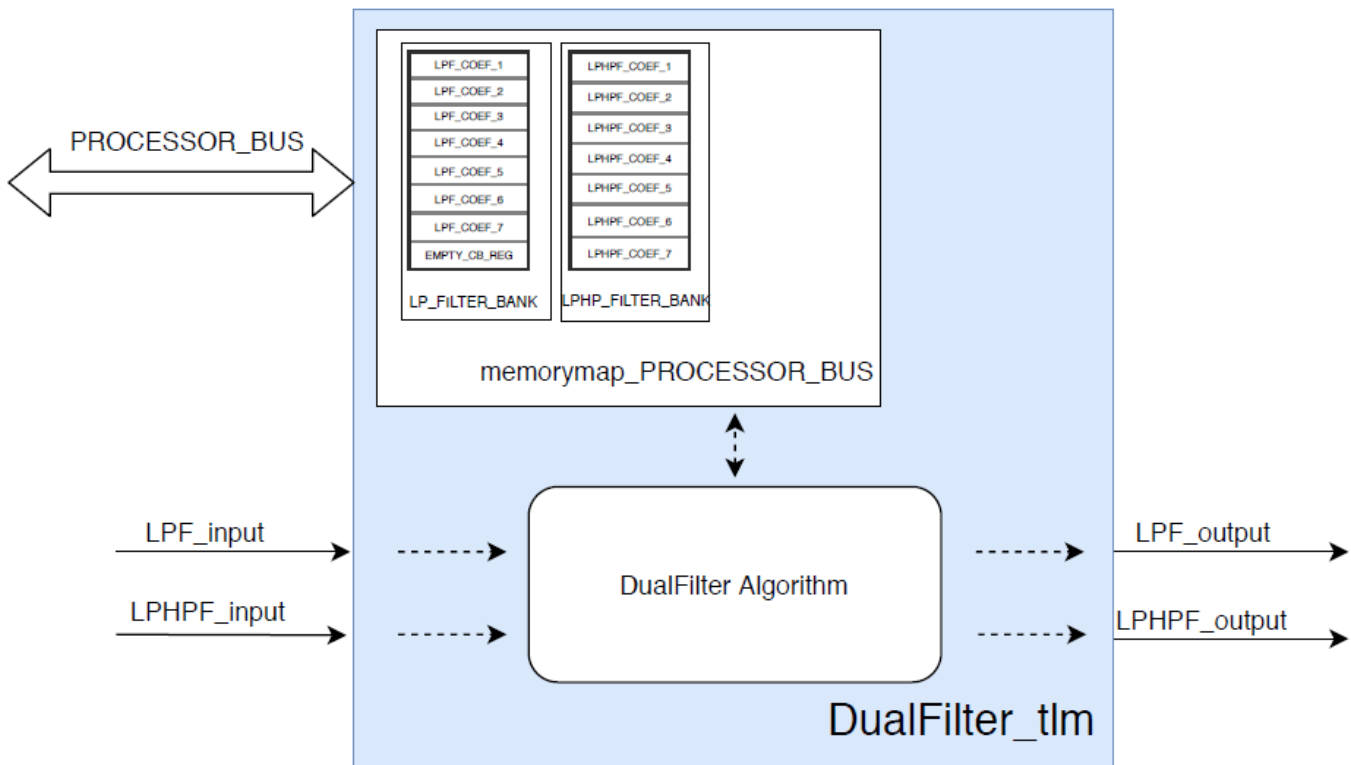 LPF_COEF_1
LPF_COEF_2
LPF_COEF_3
LPF_COEF_4
LPF_COEF_5
LPF_COEF_6
LPF_COEF_7
EMPTY_CB_REG
LP_FILTER_BANK
LPHPF_COEF_1
LPHPF_COEF_2
LPHPF_COEF_3
LPHPF_COEF_4
LPHPF_COEF_5
LPHPF_COEF_6
LPHPF_COEF_7
LPHP_FILTER_BANK
PROCESSOR_BUS
memorymap_PROCESSOR_BUS
LPF_input
LPHPF_input
DualFilter Algorithm
LPF_output
LPHPF_output
DualFilter_tlm